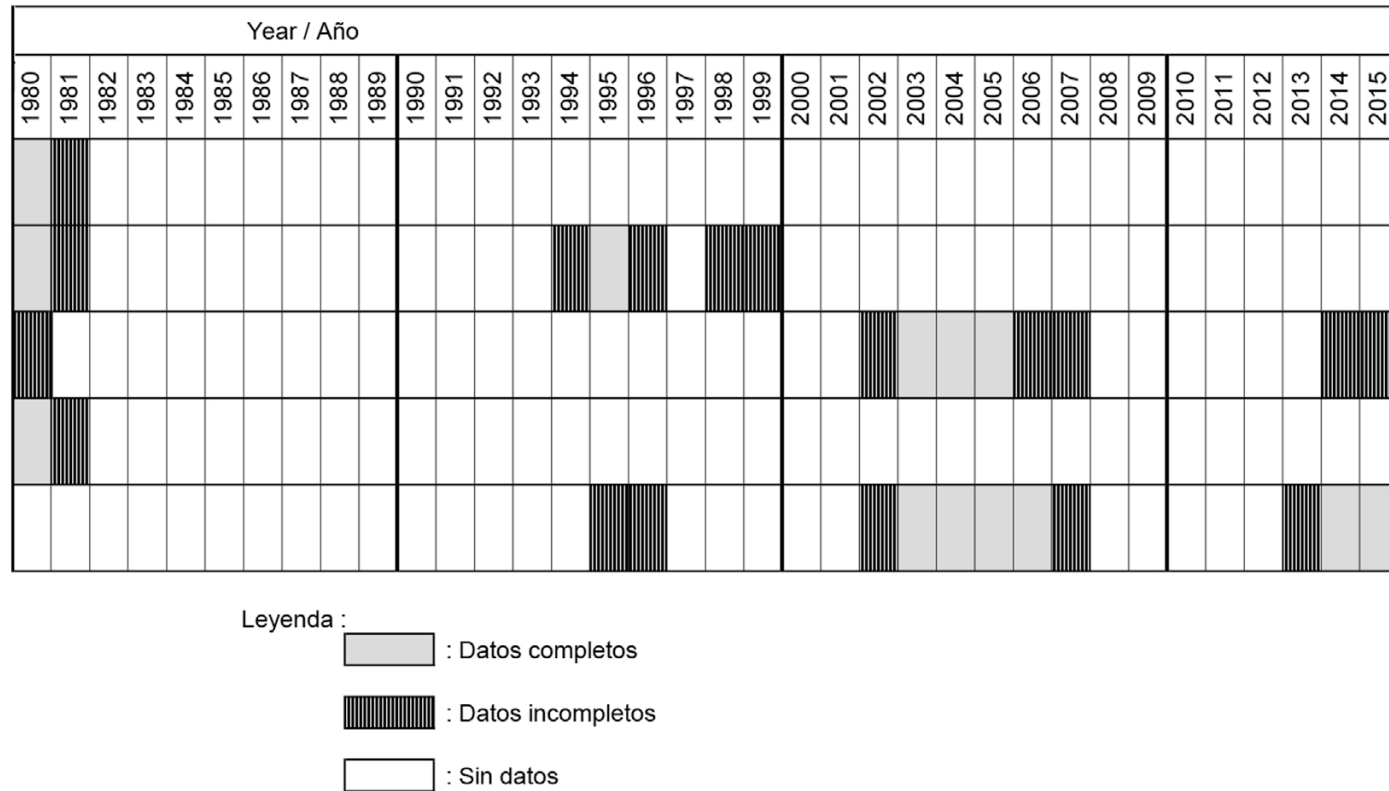 Year / Año
1980 1981 1982 1983 1984 1985 1986 1987 1988 1989 1990 1991 1992 1993 1994 1995 1996 1997 1998 1999 2000 2001 2002 2003 2004 2005 2006 2007 2008 2009 2010 2011 2012 2013 2014 2015
Leyenda :
: Datos completos
: Datos incompletos
: Sin datos